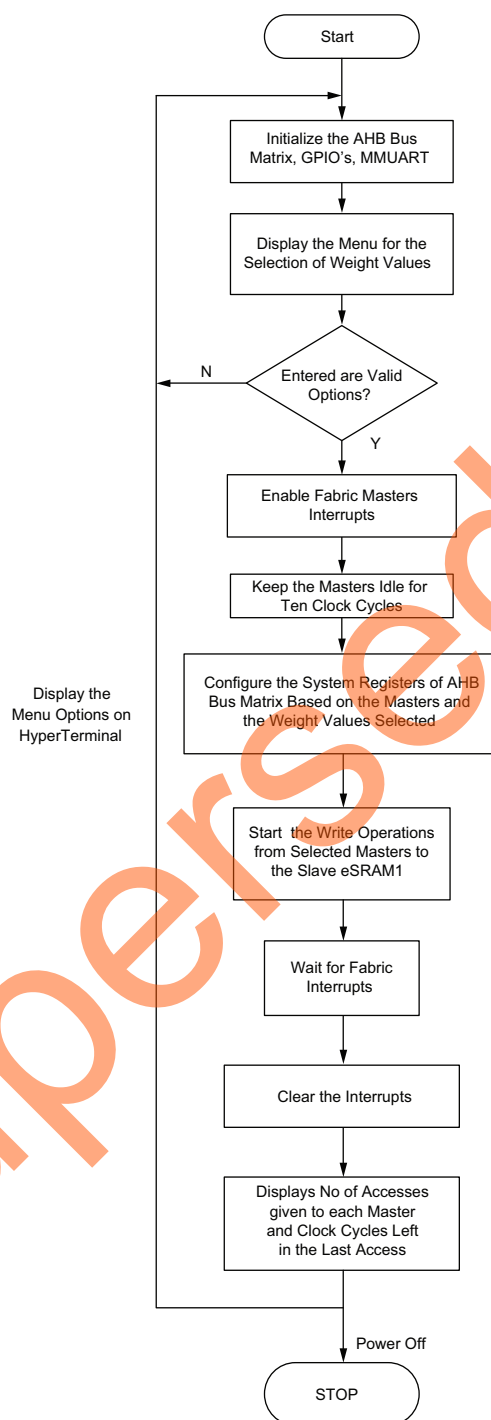 Start
Initialize the AHB Bus
Matrix, GPIO's, MMUART
Display the Menu for the
Selection of Weight Values
N
Entered are Valid
Options?
Y
Enable Fabric Masters
Interrupts
Keep the Masters Idle for
Ten Clock Cycles
Display the
Menu Options on
HyperTerminal
Configure the System Registers of AHB
Bus Matrix Based on the Masters and
the Weight Values Selected
Start the Write Operations
from Selected Masters to
the Slave eSRAM1
Wait for Fabric
Interrupts
Clear the Interrupts
Displays No of Accesses
given to each Master
and Clock Cycles Left
in the Last Access
Power Off
STOP
persed